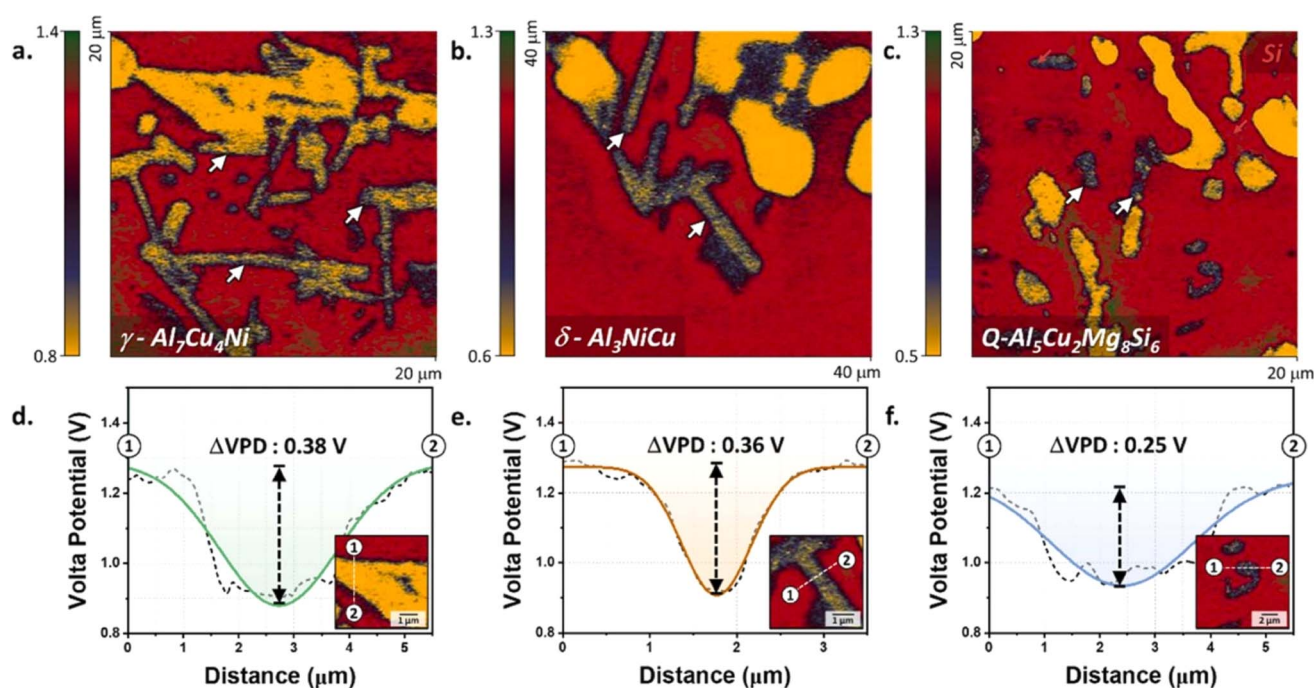 a.
1.4
0.8
20 μm
γ - Al₇Cu₄Ni
20 μm
b.
1.3
0.6
40 μm
δ - Al₃NiCu
40 μm
c.
1.3
0.5
20 μm
Si
Q-Al₅Cu₂Mg₈Si₆
20 μm
d.
Volta Potential (V)
1.4
1.2
1.0
0.8
1
2
ΔVPD : 0.38 V
1
2
1 μm
0 1 2 3 4 5
Distance (μm)
e.
Volta Potential (V)
1.4
1.2
1.0
0.8
1
2
ΔVPD : 0.36 V
1
2
1 μm
0 1 2 3
Distance (μm)
f.
Volta Potential (V)
1.4
1.2
1.0
0.8
1
2
ΔVPD : 0.25 V
1
2
2 μm
0 1 2 3 4 5
Distance (μm)